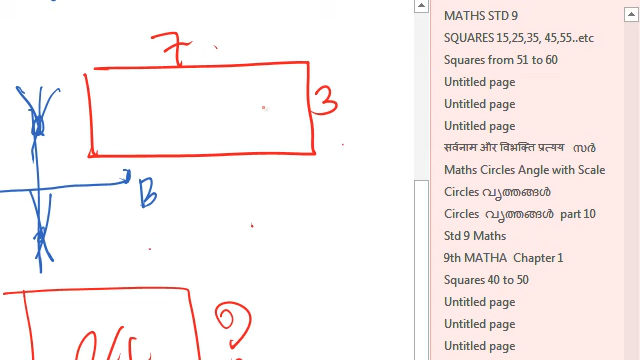 7
3
B
MATHS STD 9
SQUARES 15,25,35, 45,55..etc
Squares from 51 to 60
Untitled page
Untitled page
Untitled page
सर्वनाम और विभक्ति प्रत्यय സർ
Maths Circles Angle with Scale
Circles വൃത്തങ്ങൾ
Circles വൃത്തങ്ങൾ part 10
Std 9 Maths
9th MATHA Chapter 1
Squares 40 to 50
Untitled page
Untitled page
Untitled page